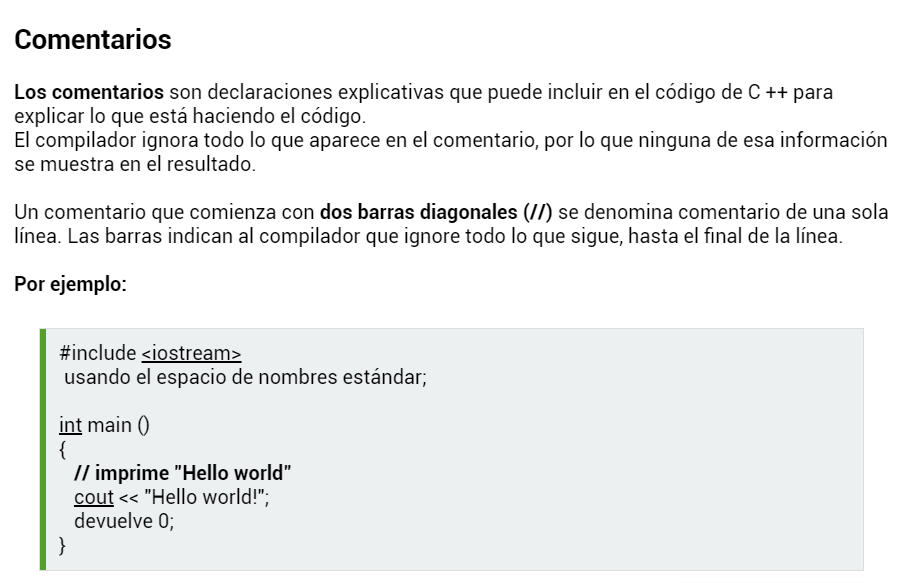 Comentarios
Los comentarios son declaraciones explicativas que puede incluir en el código de C ++ para
explicar lo que está haciendo el código.
El compilador ignora todo lo que aparece en el comentario, por lo que ninguna de esa información
se muestra en el resultado.
Un comentario que comienza con dos barras diagonales (//) se denomina comentario de una sola
línea. Las barras indican al compilador que ignore todo lo que sigue, hasta el final de la línea.
Por ejemplo:
#include <iostream>
usando el espacio de nombres estándar;
int main ()
{
// imprime "Hello world"
cout << "Hello world!";
devuelve 0;
}